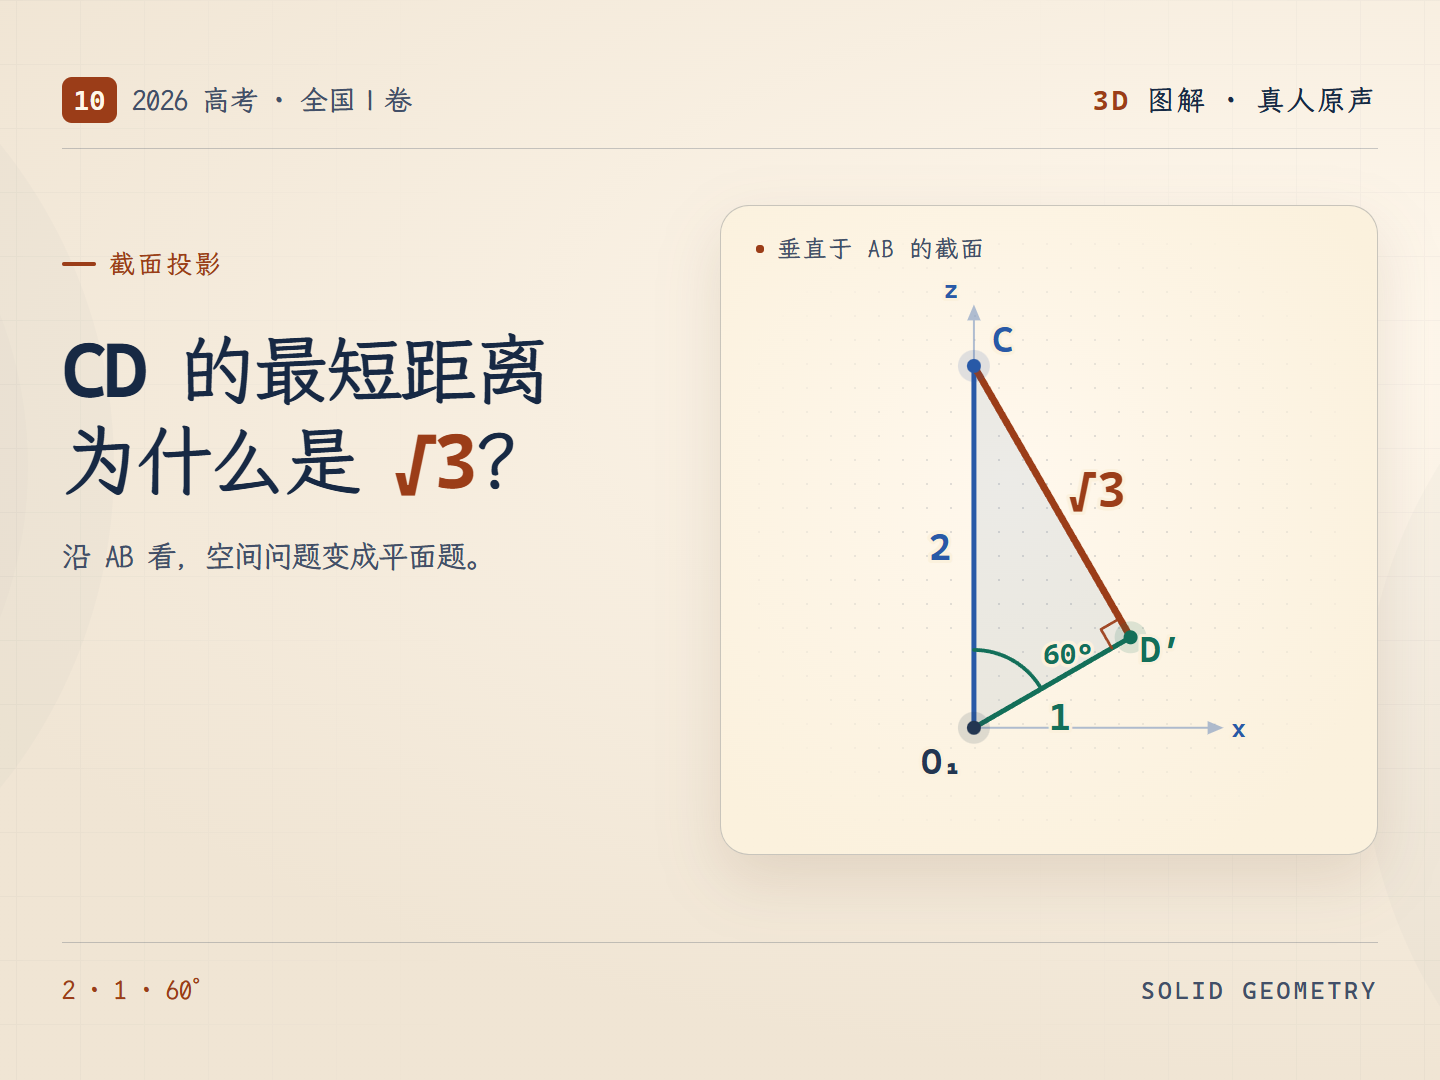 10 2026 高考 · 全国 I 卷
3D 图解 · 真人原声
截面投影
CD 的最短距离
为什么是 √3?
沿 AB 看，空间问题变成平面题。
垂直于 AB 的截面
z
C
√3
2
60°
D′
1
x
O₁
2 · 1 · 60°
SOLID GEOMETRY